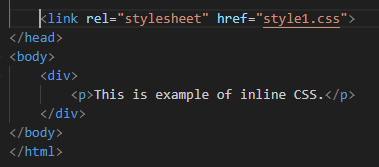 <link rel="stylesheet" href="style1.css">
</head>
<body>
<div>
<p>This is example of inline CSS.</p>
</div>
</body>
</html>